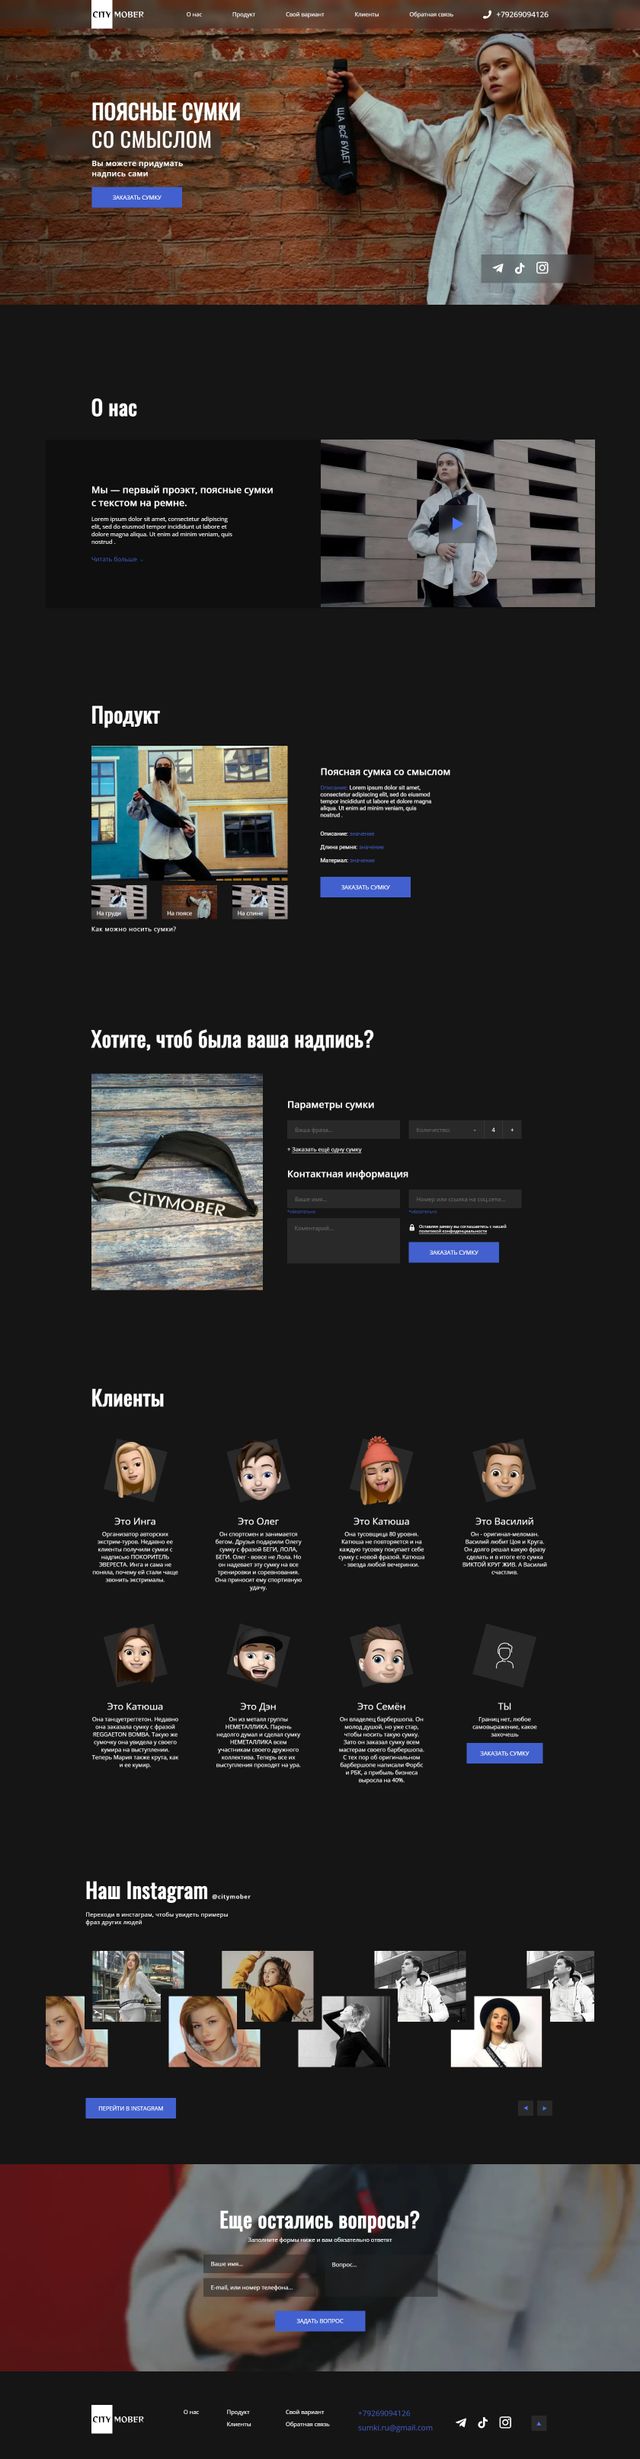 CITY MOBER
О нас
Продукт
Свой вариант
Клиенты
Обратная связь
+79269094126
ПОЯСНЫЕ СУМКИ
СО СМЫСЛОМ
Вы можете придумать
надпись сами
ЗАКАЗАТЬ СУМКУ
ЩА ВСЁ БУДЕТ
О нас
Мы — первый проэкт, поясные сумки
с текстом на ремне.
Lorem ipsum dolor sit amet, consectetur adipiscing
elit, sed do eiusmod tempor incididunt ut labore et
dolore magna aliqua. Ut enim ad minim veniam, quis
nostrud .
Читать больше
Продукт
На груди
На поясе
На спине
Как можно носить сумки?
Поясная сумка со смыслом
Описание: Lorem ipsum dolor sit amet,
consectetur adipiscing elit, sed do eiusmod
tempor incididunt ut labore et dolore magna
aliqua. Ut enim ad minim veniam, quis
nostrud .
Описание: значение
Длина ремня: значение
Материал: значение
ЗАКАЗАТЬ СУМКУ
Хотите, чтоб была ваша надпись?
CITYMOBER
Параметры сумки
Ваша фраза...
Количество:
-
4
+
+ Заказать ещё одну сумку
Контактная информация
Ваше имя...
Номер или ссылка на соц.сети...
*обязательно
*обязательно
Коментарий...
Оставляя заявку вы соглашаетесь с нашей
политикой конфиденциальности
ЗАКАЗАТЬ СУМКУ
Клиенты
Это Инга
Организатор авторских
экстрим-туров. Недавно ее
клиенты получили сумки с
надписью ПОКОРИТЕЛЬ
ЭВЕРЕСТА. Инга и сама не
поняла, почему ей стали чаще
звонить экстрималы.
Это Олег
Он спортсмен и занимается
бегом. Друзья подарили Олегу
сумку с фразой БЕГИ, ЛОЛА,
БЕГИ. Олег - вовсе не Лола. Но
он надевает эту сумку на все
тренировки и соревнования.
Она приносит ему спортивную
удачу.
Это Катюша
Она тусовщица 80 уровня.
Катюша не повторяется и на
каждую тусовку покупает себе
сумку с новой фразой. Катюша
- звезда любой вечеринки.
Это Василий
Он - оригинал-меломан.
Василий любит Цоя и Круга.
Он долго решал какую фразу
сделать и в итоге его сумка
ВИКТОР КРУГ ЖИВ. А Василий
счастлив.
Это Катюша
Она танцует реггетон. Недавно
она заказала сумку с фразой
REGGAETON BOMBA. Такую же
сумочку она увидела у своего
кумира на выступлении.
Теперь Мария также крута, как
и ее кумир.
Это Дэн
Он из метал группы
НЕМЕТАЛЛИКА. Парень
недолго думал и сделал сумку
НЕМЕТАЛЛИКА всем
участникам своего дружного
коллектива. Теперь все их
выступления проходят на ура.
Это Семён
Он владелец барбершопа. Он
молод душой, но уже стар,
чтобы носить такую сумку.
Зато он заказал сумку всем
мастерам своего барбершопа.
С тех пор об оригинальном
барбершопе написали Форбс
и РБК, а прибыль бизнеса
выросла на 40%.
ТЫ
Границ нет, любое
самовыражение, какое
захочешь
ЗАКАЗАТЬ СУМКУ
Наш Instagram @citymober
Переходи в инстаграм, чтобы увидеть примеры
фраз других людей
ПЕРЕЙТИ В INSTAGRAM
Еще остались вопросы?
Заполните формы ниже и вам обязательно ответят
Ваше имя...
Вопрос...
E-mail, или номер телефона...
ЗАДАТЬ ВОПРОС
CITY MOBER
О нас
Продукт
Клиенты
Свой вариант
Обратная связь
+79269094126
sumki.ru@gmail.com